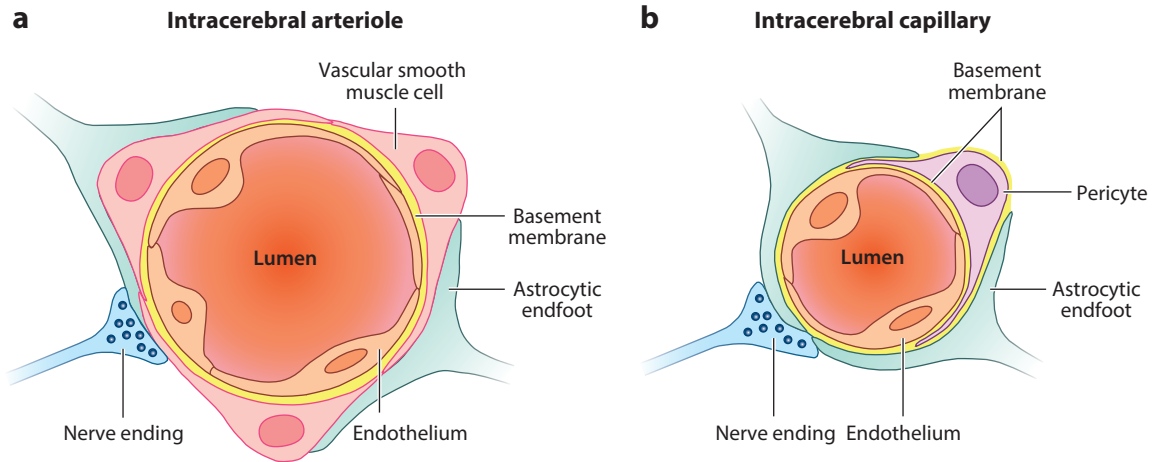 a
Intracerebral arteriole
Vascular smooth
muscle cell
Lumen
Basement
membrane
Astrocytic
endfoot
Nerve ending
Endothelium
b
Intracerebral capillary
Basement
membrane
Pericyte
Lumen
Astrocytic
endfoot
Nerve ending
Endothelium